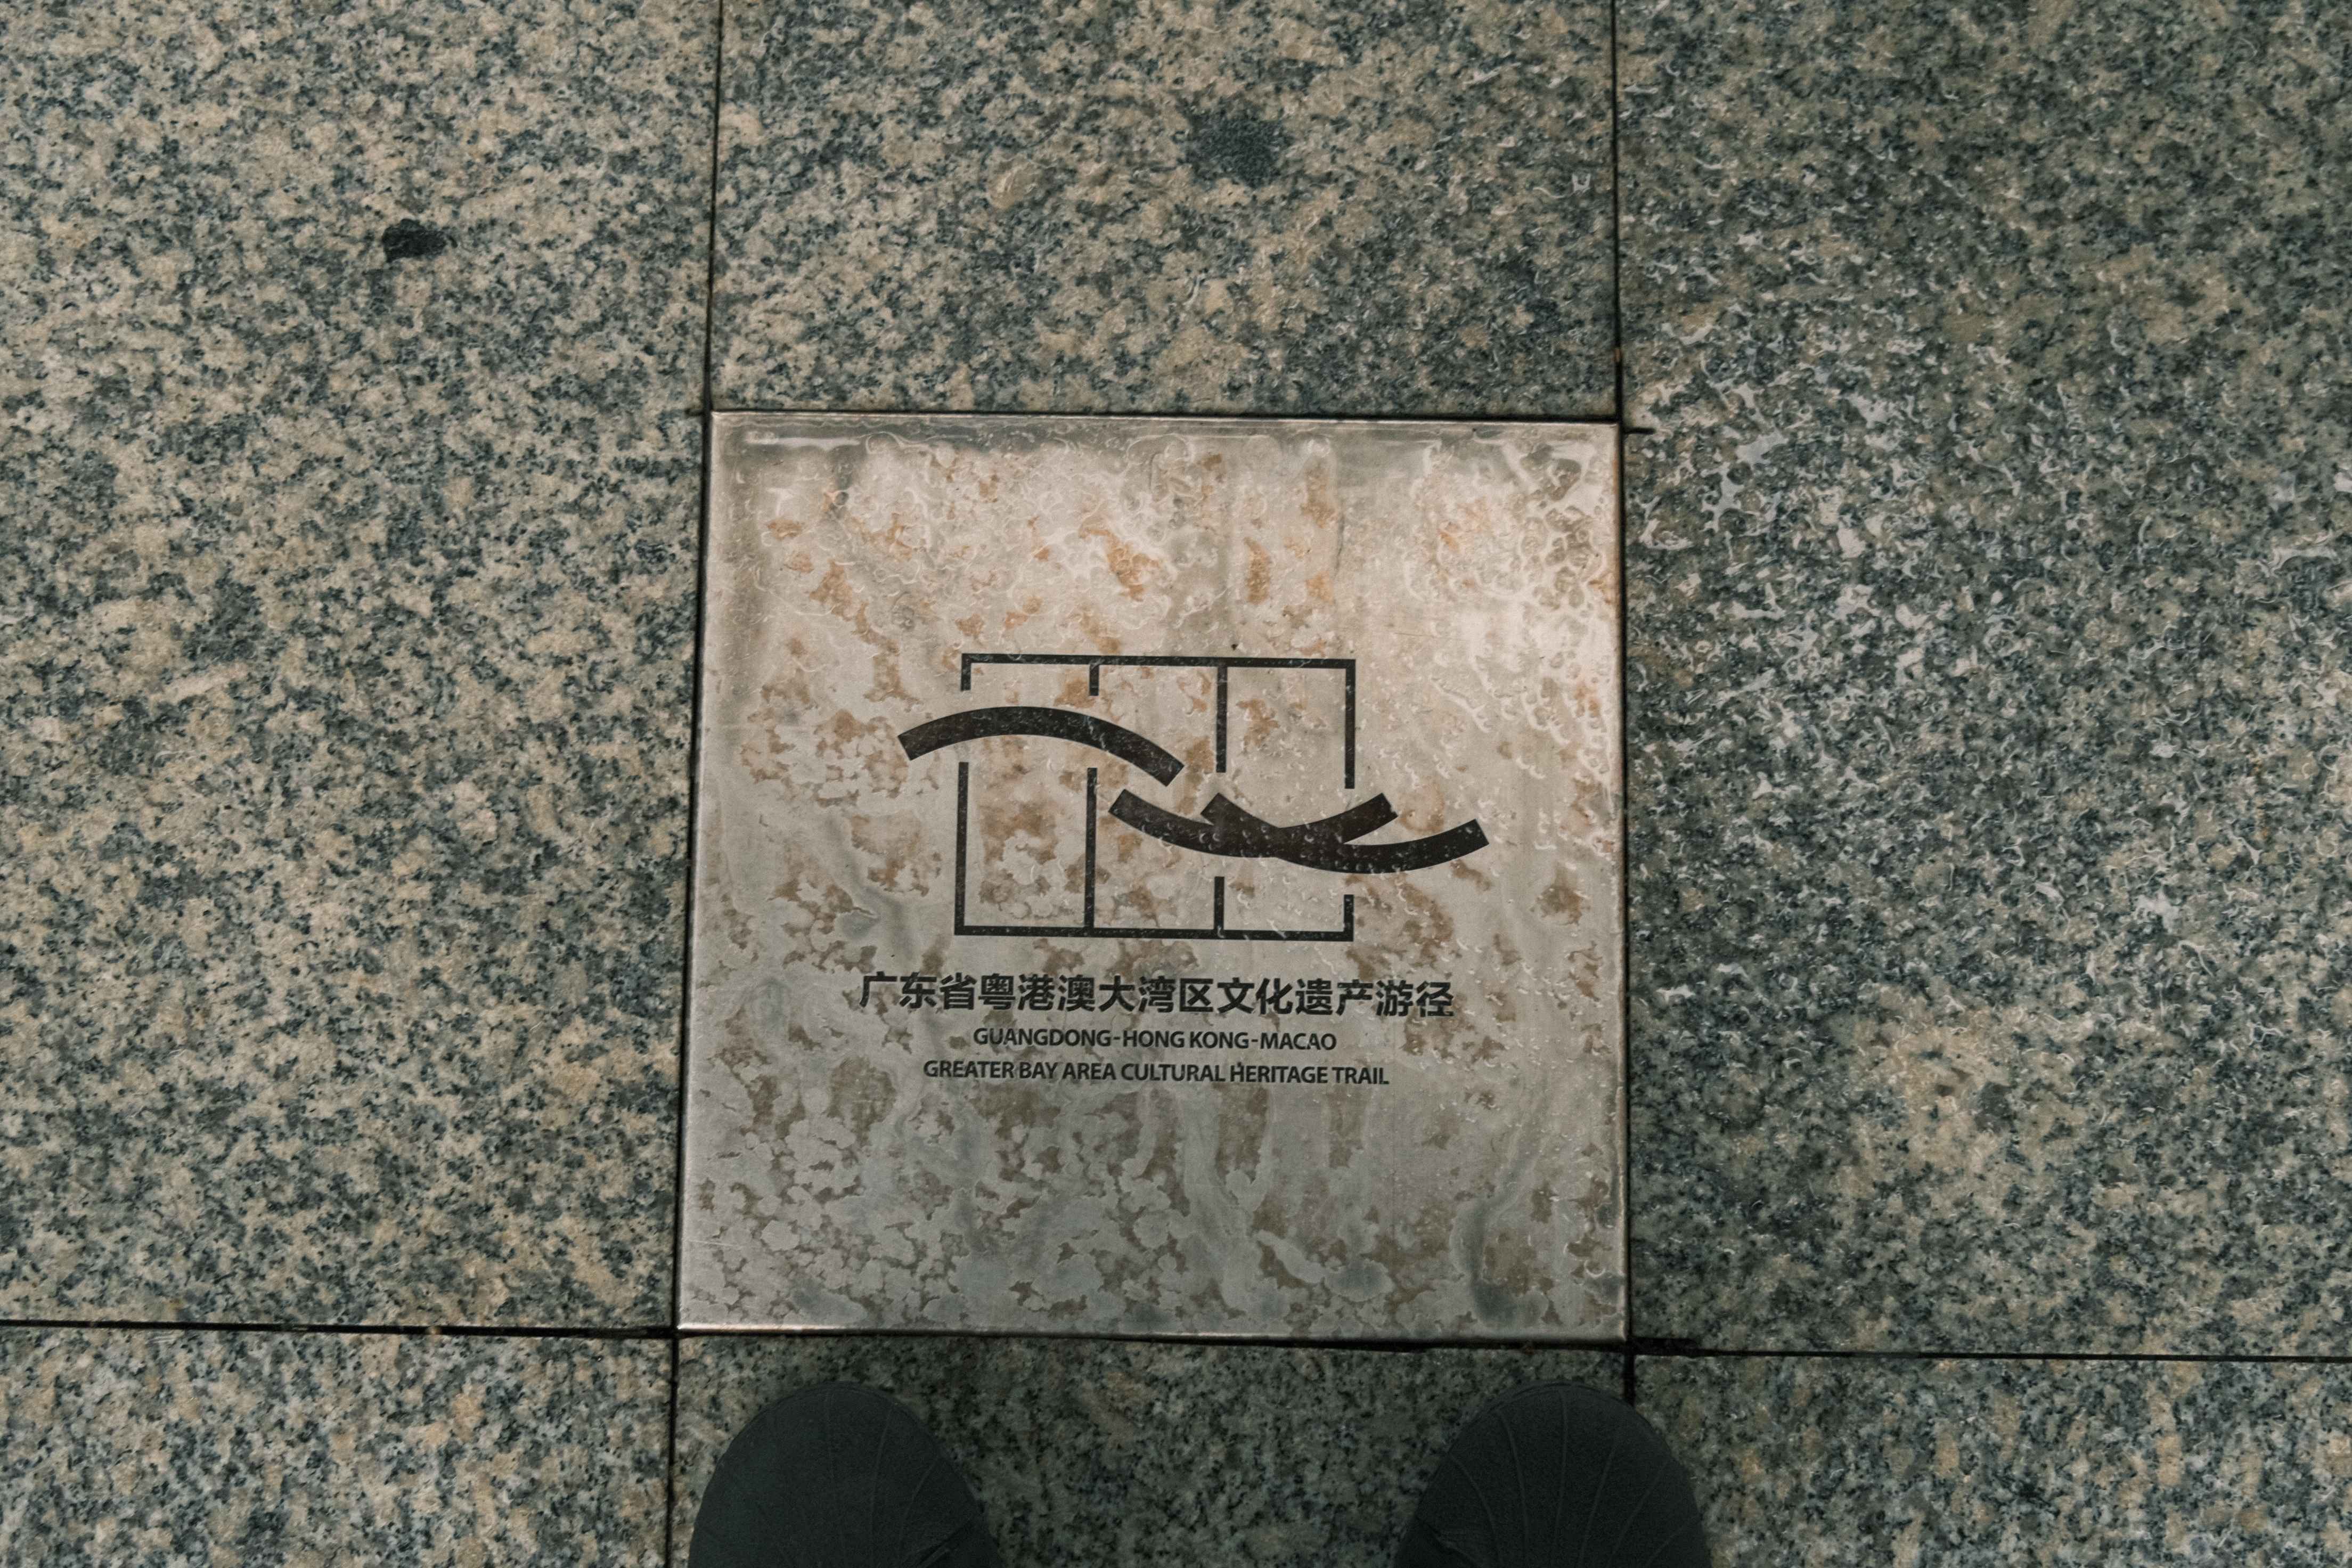 广东省粤港澳大湾区文化遗产游径
GUANGDONG-HONG KONG-MACAO
GREATER BAY AREA CULTURAL HERITAGE TRAIL